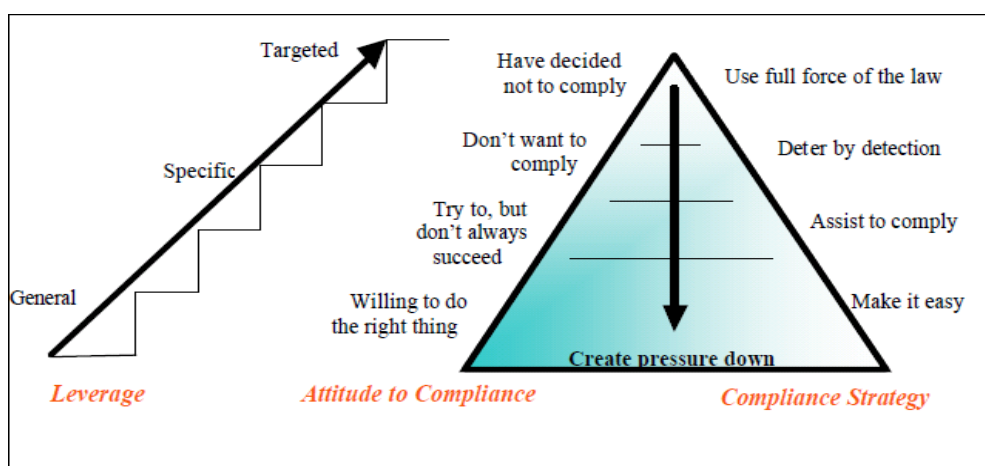 Targeted
Specific
General
Leverage
Have decided
not to comply
Don't want to
comply
Try to, but
don't always
succeed
Willing to do
the right thing
Attitude to Compliance
Create pressure down
Use full force of the law
Deter by detection
Assist to comply
Make it easy
Compliance Strategy